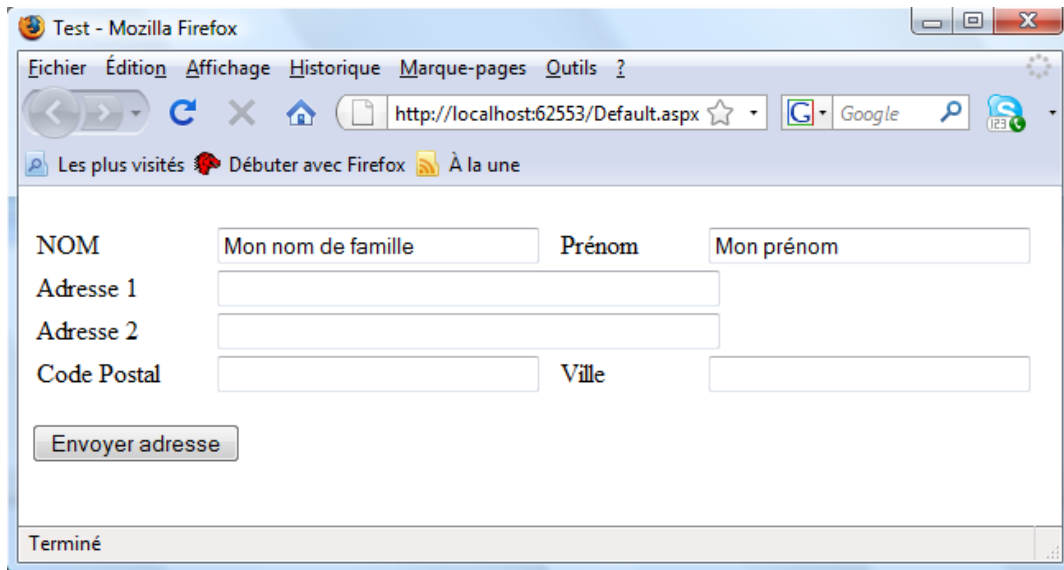 Test - Mozilla Firefox
Fichier Édition Affichage Historique Marque-pages Outils ?
http://localhost:62553/Default.aspx G Google 123
Les plus visités Débuter avec Firefox À la une
NOM Mon nom de famille Prénom Mon prénom
Adresse 1
Adresse 2
Code Postal Ville
Envoyer adresse
Terminé